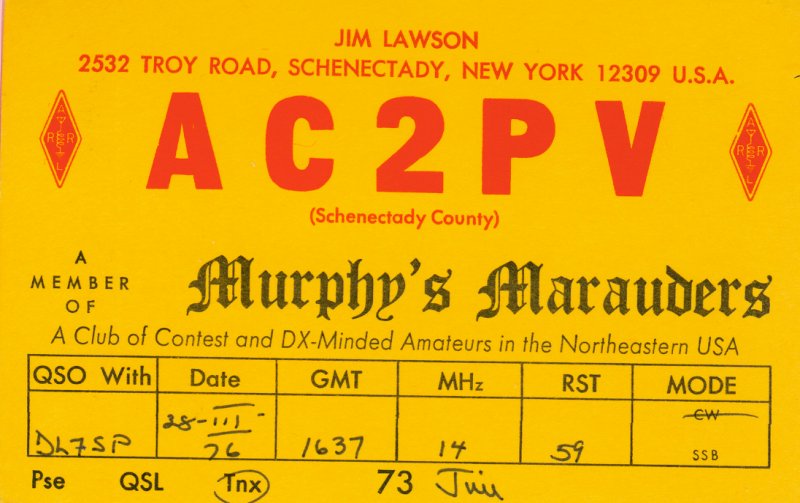 JIM LAWSON
2532 TROY ROAD, SCHENECTADY, NEW YORK 12309 U.S.A.
ARRL
AC2PV
ARRL
(Schenectady County)
A
MEMBER
OF
Murphy's Marauders
A Club of Contest and DX-Minded Amateurs in the Northeastern USA
QSO With Date GMT MHz RST MODE
CW
DL7SP 28-III-76 1637 14 59 SSB
Pse QSL Tnx 73 Jim